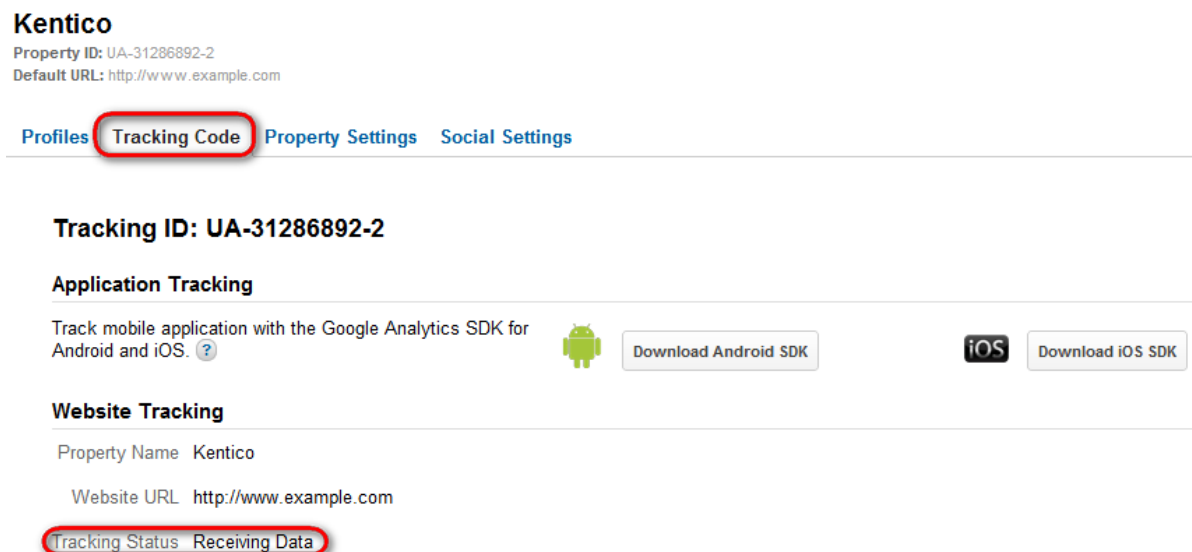 Kentico
Property ID: UA-31286892-2
Default URL: http://www.example.com
Profiles Tracking Code Property Settings Social Settings
Tracking ID: UA-31286892-2
Application Tracking
Track mobile application with the Google Analytics SDK for
Android and iOS. ?
Download Android SDK
iOS
Download iOS SDK
Website Tracking
Property Name Kentico
Website URL http://www.example.com
Tracking Status Receiving Data